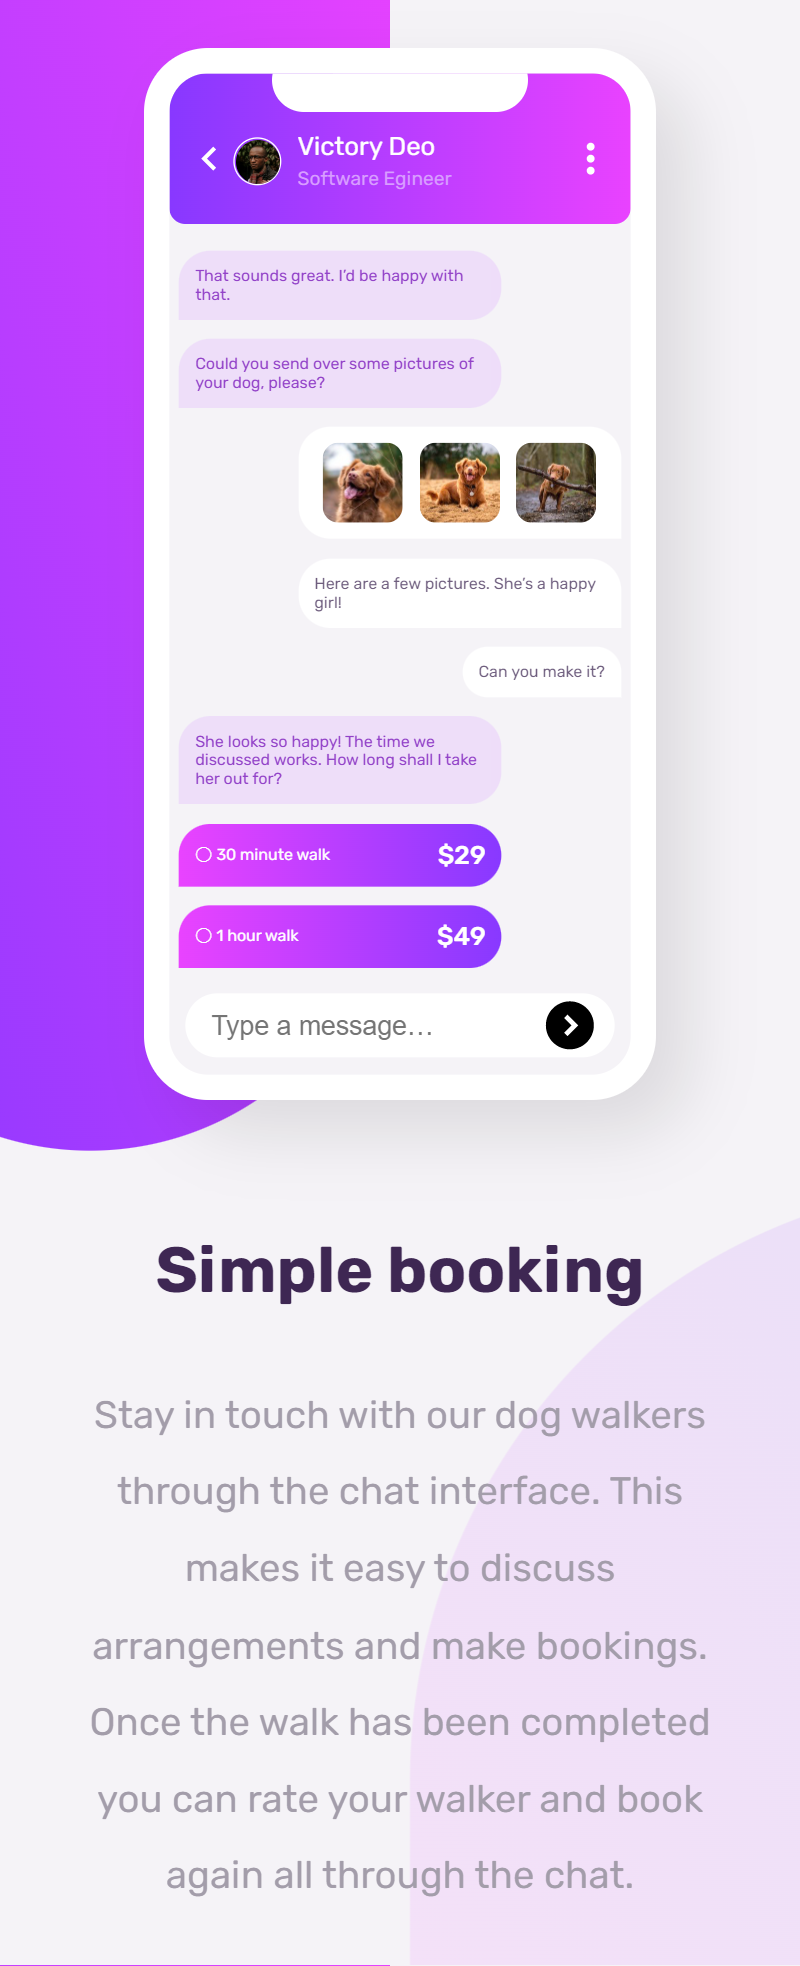 Victory Deo
Software Egineer
That sounds great. I’d be happy with
that.
Could you send over some pictures of
your dog, please?
Here are a few pictures. She’s a happy
girl!
Can you make it?
She looks so happy! The time we
discussed works. How long shall I take
her out for?
30 minute walk $29
1 hour walk $49
Type a message…
Simple booking
Stay in touch with our dog walkers
through the chat interface. This
makes it easy to discuss
arrangements and make bookings.
Once the walk has been completed
you can rate your walker and book
again all through the chat.